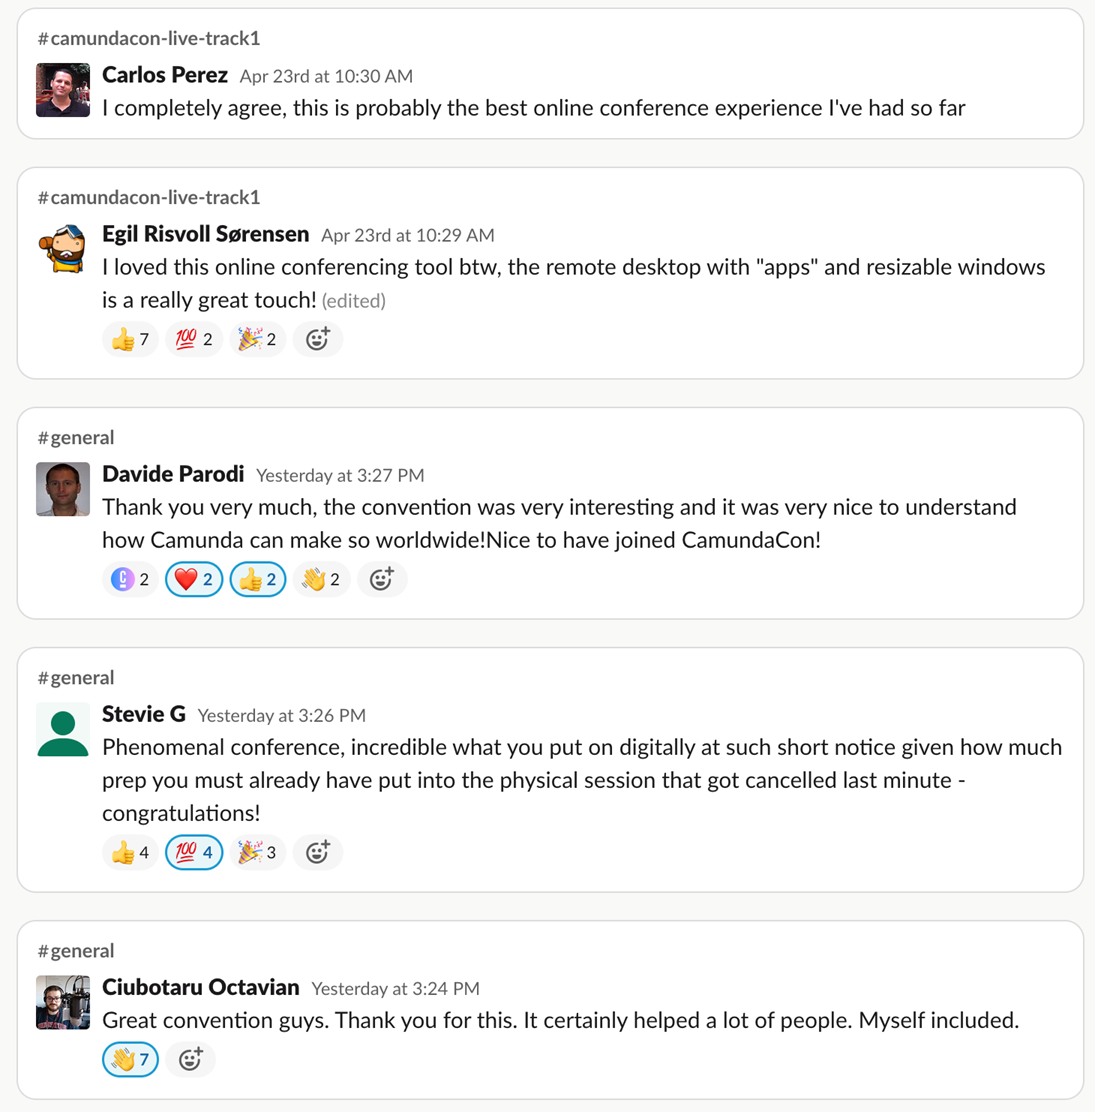 #camundacon-live-track1
Carlos Perez Apr 23rd at 10:30 AM
I completely agree, this is probably the best online conference experience I've had so far
#camundacon-live-track1
Egil Risvoll Sørensen Apr 23rd at 10:29 AM
I loved this online conferencing tool btw, the remote desktop with "apps" and resizable windows
is a really great touch! (edited)
👍 7 💯 2 🎉 2
#general
Davide Parodi Yesterday at 3:27 PM
Thank you very much, the convention was very interesting and it was very nice to understand
how Camunda can make so worldwide!Nice to have joined CamundaCon!
C 2 ❤️ 2 👍 2 👋 2
#general
Stevie G Yesterday at 3:26 PM
Phenomenal conference, incredible what you put on digitally at such short notice given how much
prep you must already have put into the physical session that got cancelled last minute -
congratulations!
👍 4 💯 4 🎉 3
#general
Ciubotaru Octavian Yesterday at 3:24 PM
Great convention guys. Thank you for this. It certainly helped a lot of people. Myself included.
👋 7